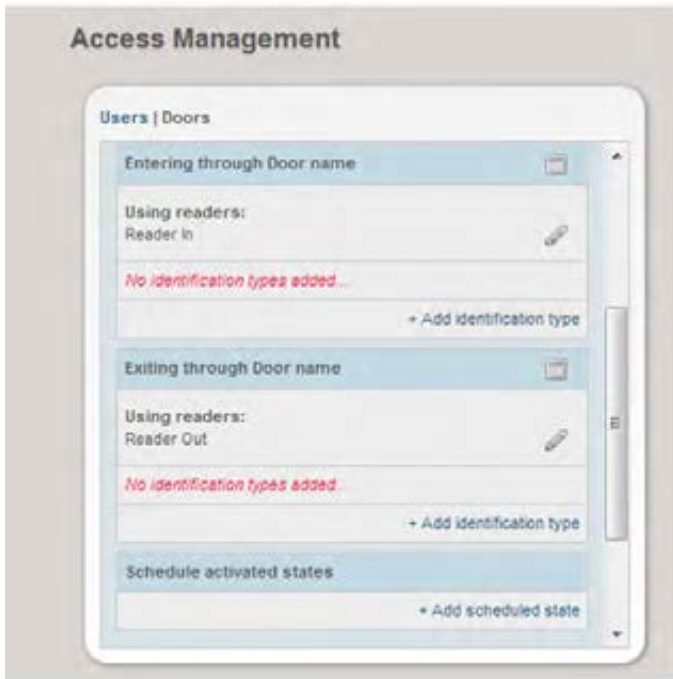 Access Management
Users | Doors
Entering through Door name
Using readers:
Reader In
No identification types added...
+ Add identification type
Exiting through Door name
Using readers:
Reader Out
No identification types added...
+ Add identification type
Schedule activated states
+ Add scheduled state